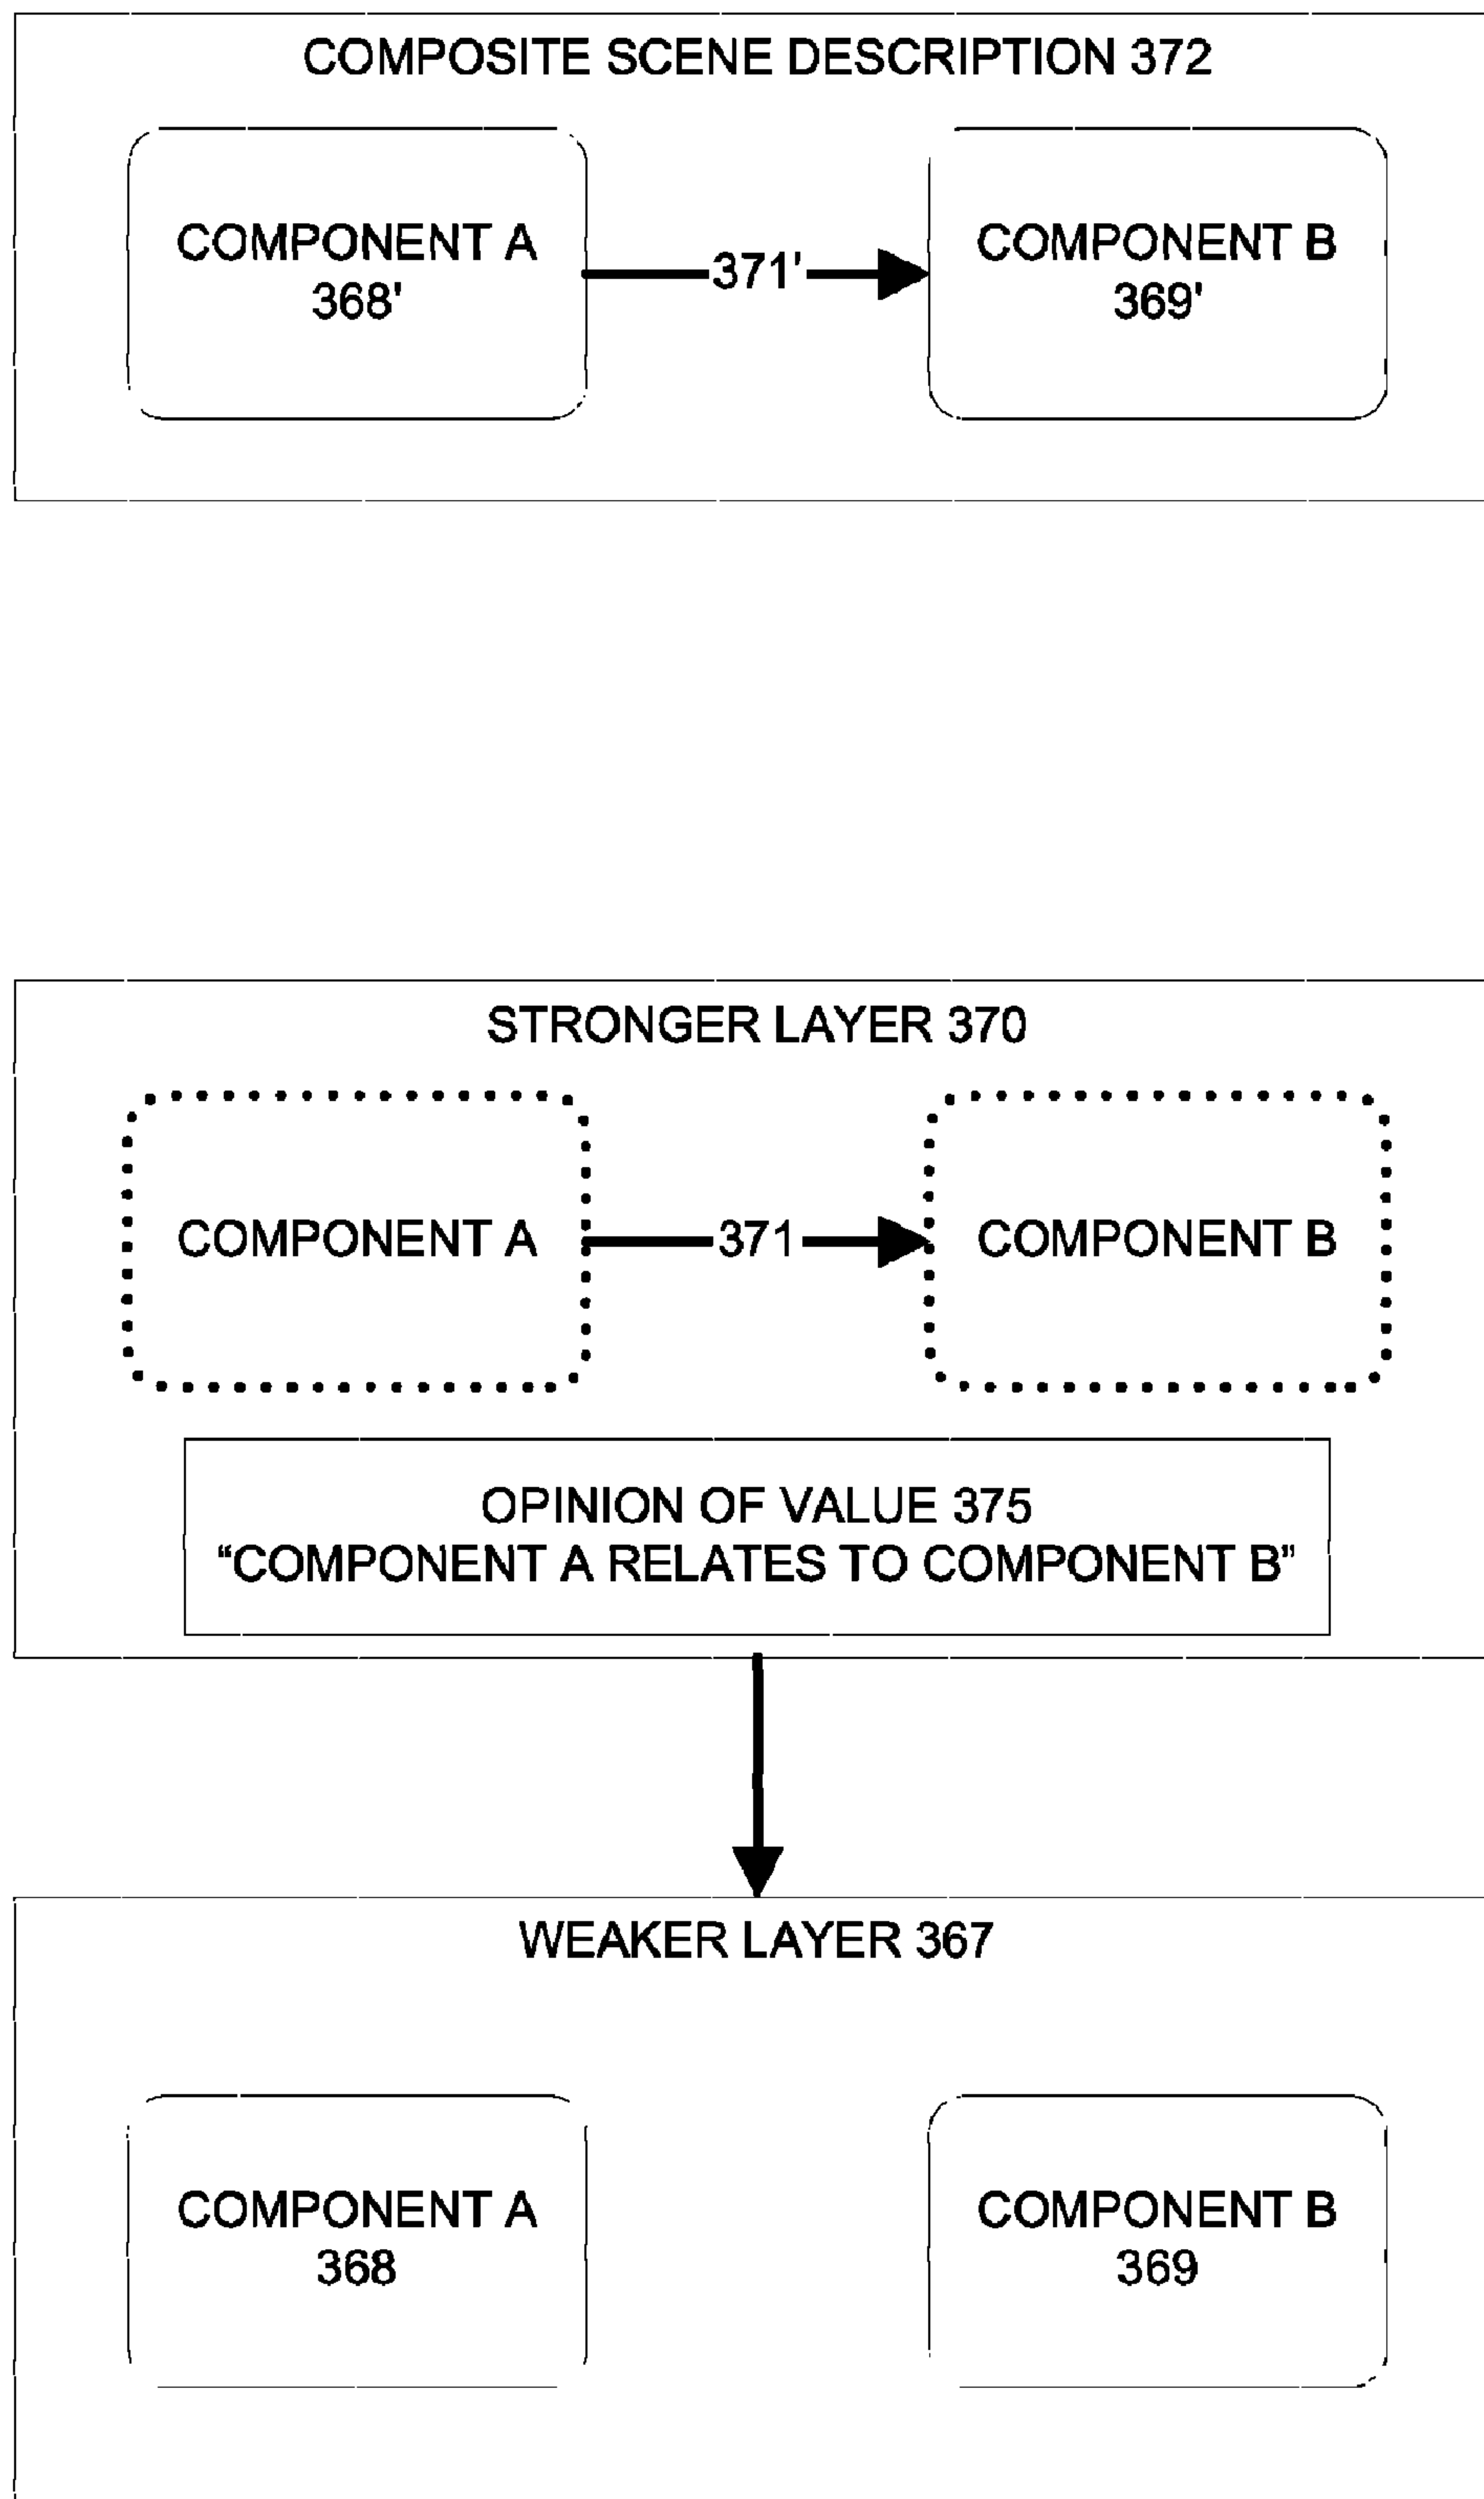 COMPOSITE SCENE DESCRIPTION 372
COMPONENT A
368'
371'
COMPONENT B
369'
STRONGER LAYER 370
COMPONENT A
371
COMPONENT B
OPINION OF VALUE 375
“COMPONENT A RELATES TO COMPONENT B”
WEAKER LAYER 367
COMPONENT A
368
COMPONENT B
369